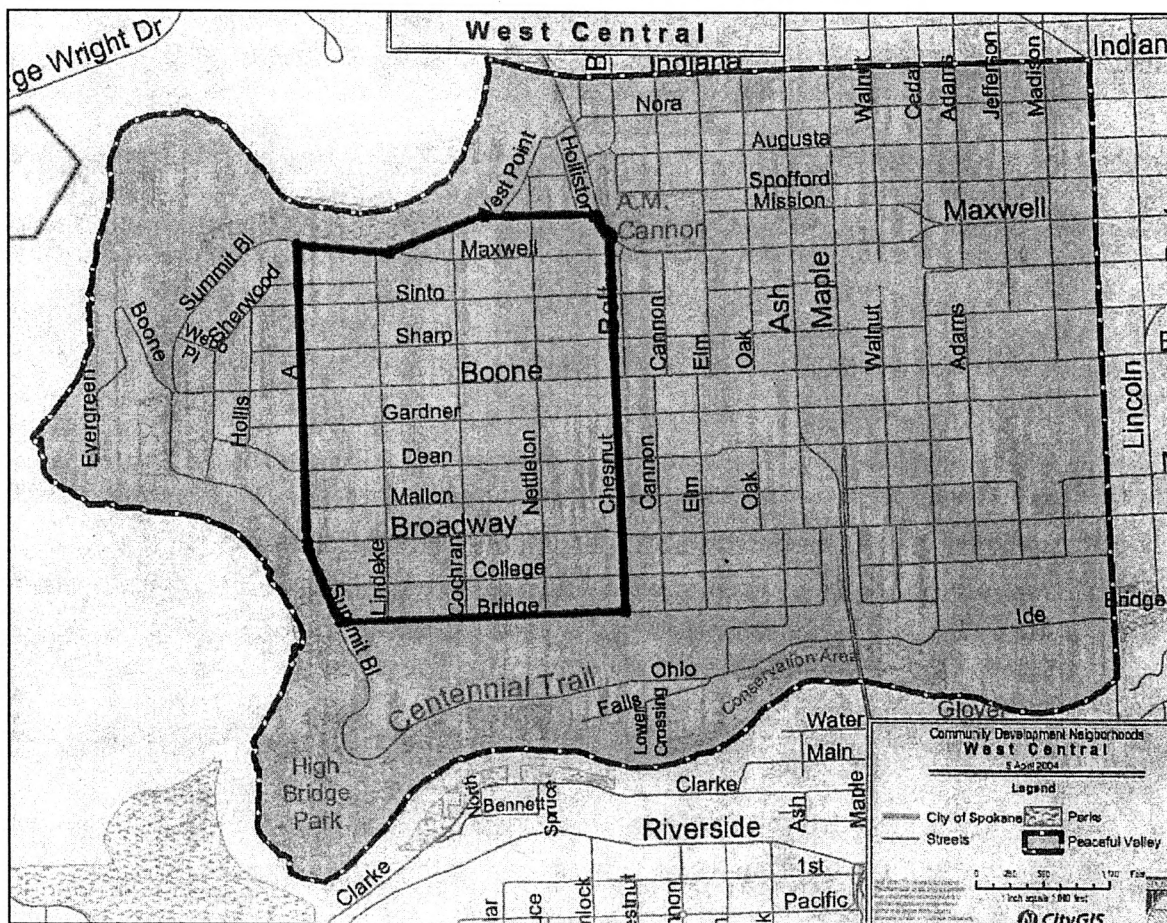 West Central
ge Wright Dr
Indiana
Indian
Nora
Augusta
Spofford
Mission
Maxwell
Walnut
Cedar
Adams
Jefferson
Madison
West Point
Hollister
A.M.
Cannon
Maxwell
Summit Bl
Sherwood
Webb
Pl
Boone
Sinto
Sharp
Boone
Gardner
Dean
Mallon
Broadway
College
Bridge
A
Hollis
Evergreen
Nettleton
Chesnut
Cannon
Elm
Oak
Ash
Maple
Walnut
Adams
Lincoln
Cannon
Elm
Oak
Lindeke
Cochran
Summit Bl
Ide
Bridge
Centennial Trail
Ohio
Falls
Lower
Crossing
Conservation Area
Glover
Water
Main
High
Bridge
Park
North
Bennett
Spruce
Clarke
Clarke
Riverside
Ash
Maple
1st
Pacific
Community Development Neigborhoods
West Central
5 April 2004
Legend
City of Spokane
Parks
Streets
Peaceful Valley
CityGIS